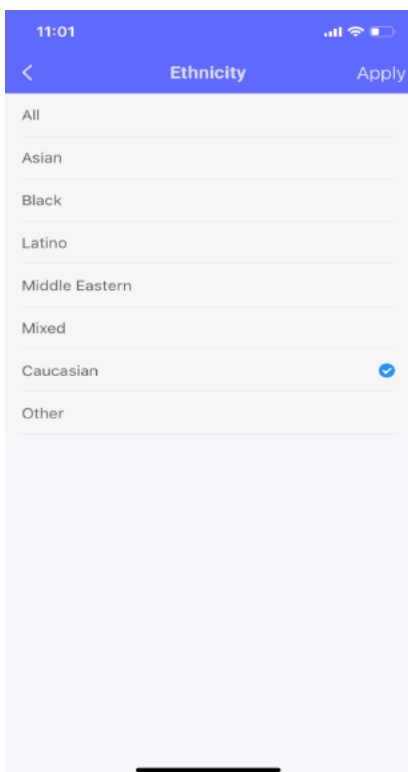 11:01
Ethnicity Apply
All
Asian
Black
Latino
Middle Eastern
Mixed
Caucasian
Other